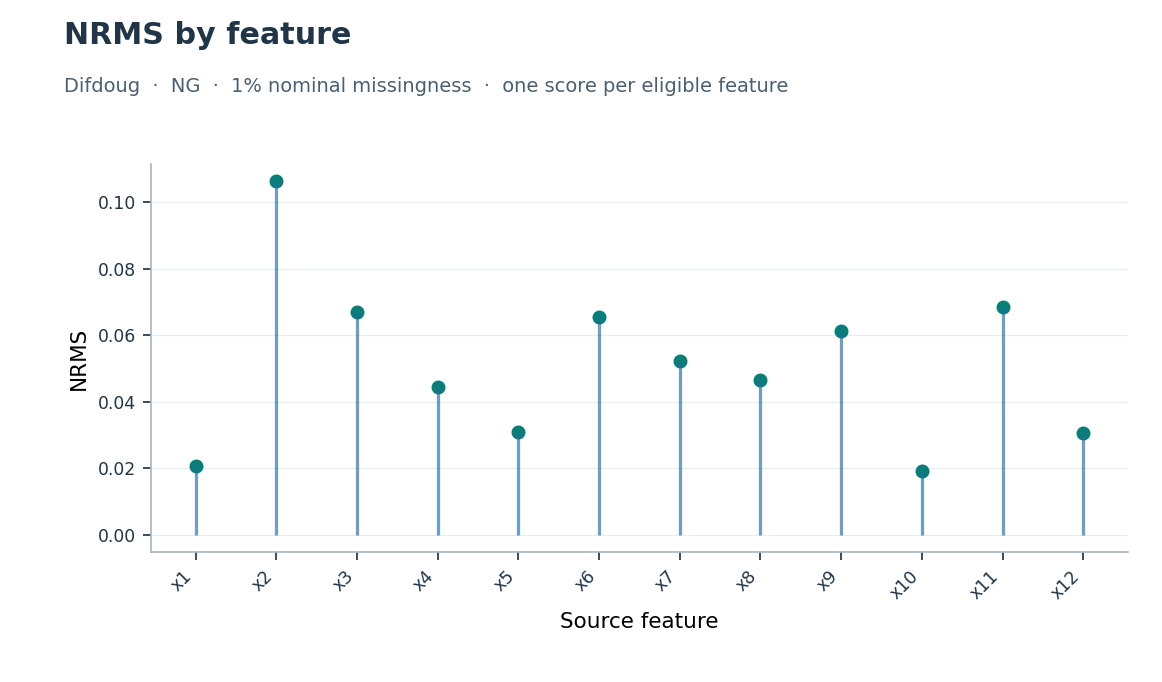 NRMS by feature
Difdoug · NG · 1% nominal missingness · one score per eligible feature
NRMS
0.10
0.08
0.06
0.04
0.02
0.00
x1 x2 x3 x4 x5 x6 x7 x8 x9 x10 x11 x12
Source feature